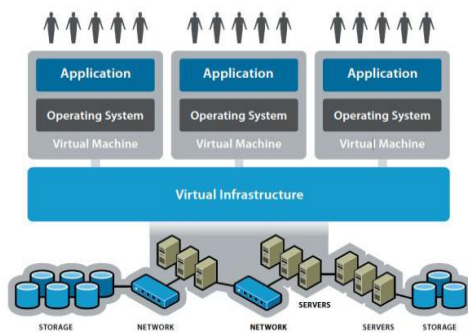 Application
Operating System
Virtual Machine
Application
Operating System
Virtual Machine
Application
Operating System
Virtual Machine
Virtual Infrastructure
STORAGE
NETWORK
NETWORK
SERVERS
SERVERS
STORAGE